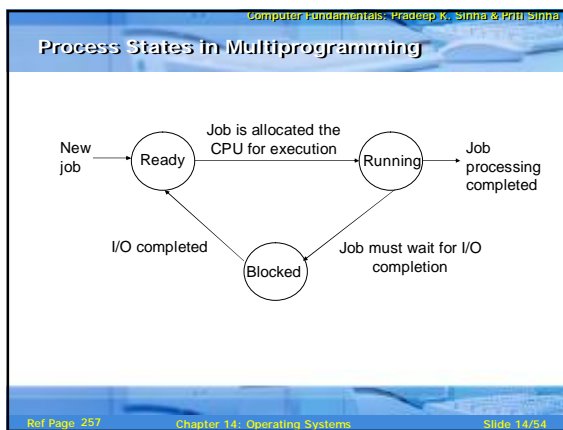 Computer Fundamentals: Pradeep K. Sinha & Priti Sinha
Process States in Multiprogramming
New
job
Ready
Job is allocated the
CPU for execution
Running
Job
processing
completed
I/O completed
Job must wait for I/O
completion
Blocked
Ref Page 257
Chapter 14: Operating Systems
Slide 14/54